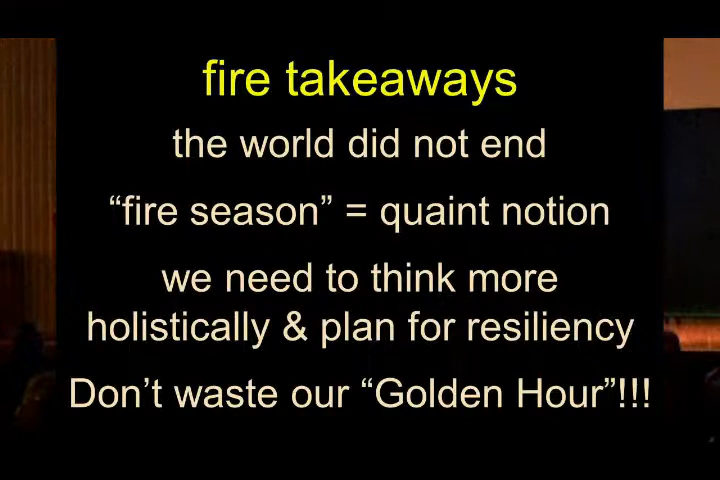 fire takeaways
the world did not end
“fire season” = quaint notion
we need to think more
holistically & plan for resiliency
Don’t waste our “Golden Hour”!!!